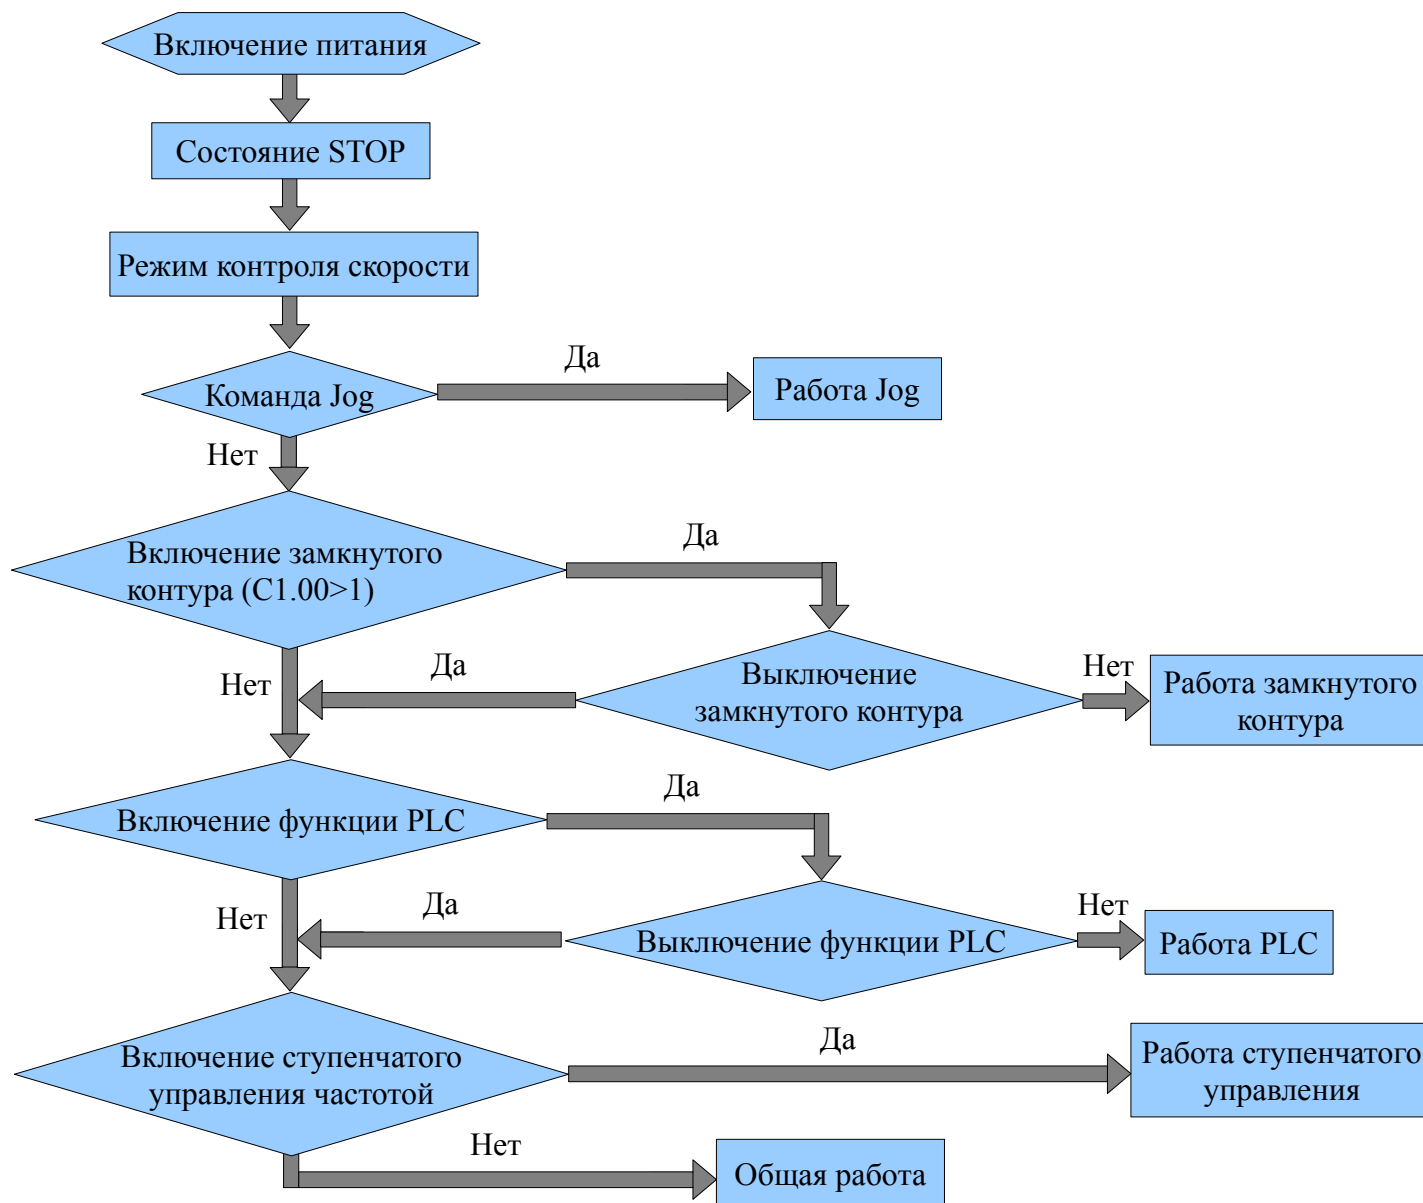 Включение питания
Состояние STOP
Режим контроля скорости
Да
Команда Jog
Работа Jog
Нет
Да
Включение замкнутого
контура (C1.00>1)
Да
Нет
Нет
Выключение
замкнутого контура
Работа замкнутого
контура
Да
Включение функции PLC
Да
Нет
Нет
Выключение функции PLC
Работа PLC
Да
Включение ступенчатого
управления частотой
Работа ступенчатого
управления
Нет
Общая работа